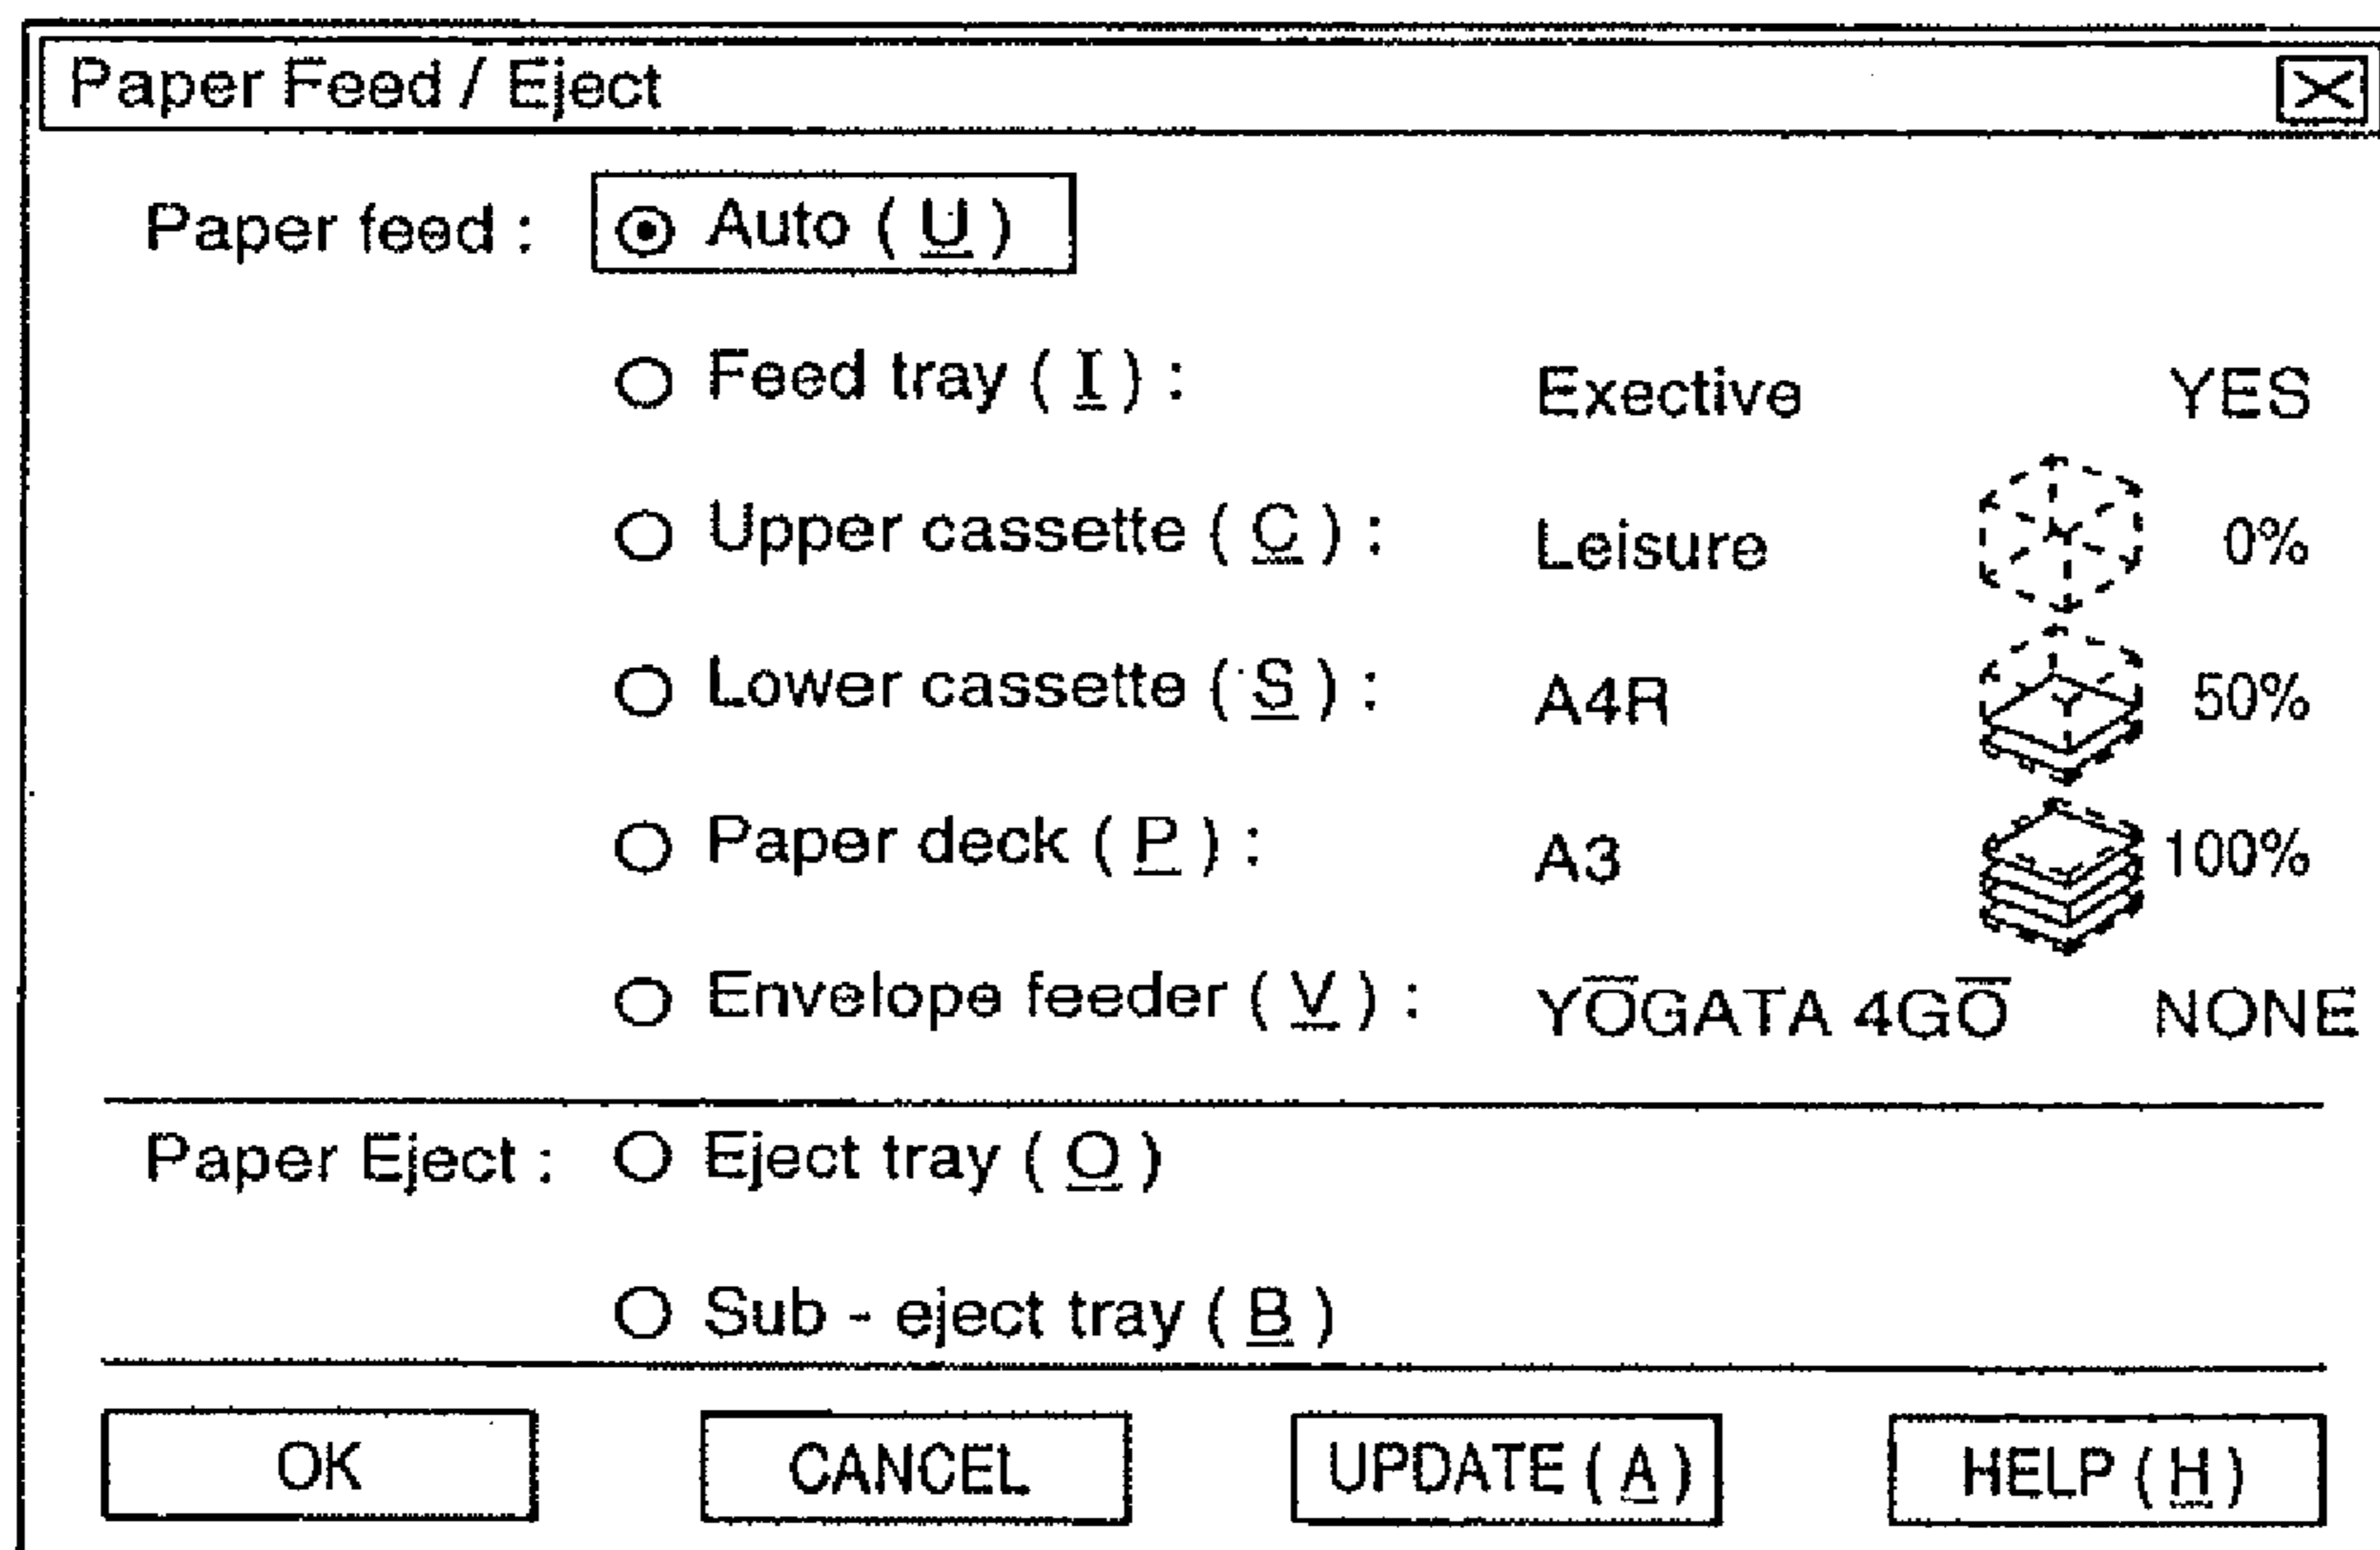 Paper Feed / Eject
Paper feed : Auto ( U )
Feed tray ( I ) : Exective YES
Upper cassette ( C ) : Leisure 0%
Lower cassette ( S ) : A4R 50%
Paper deck ( P ) : A3 100%
Envelope feeder ( V ) : YŌGATA 4GŌ NONE
Paper Eject : Eject tray ( O )
Sub - eject tray ( B )
OK CANCEL UPDATE ( A ) HELP ( H )